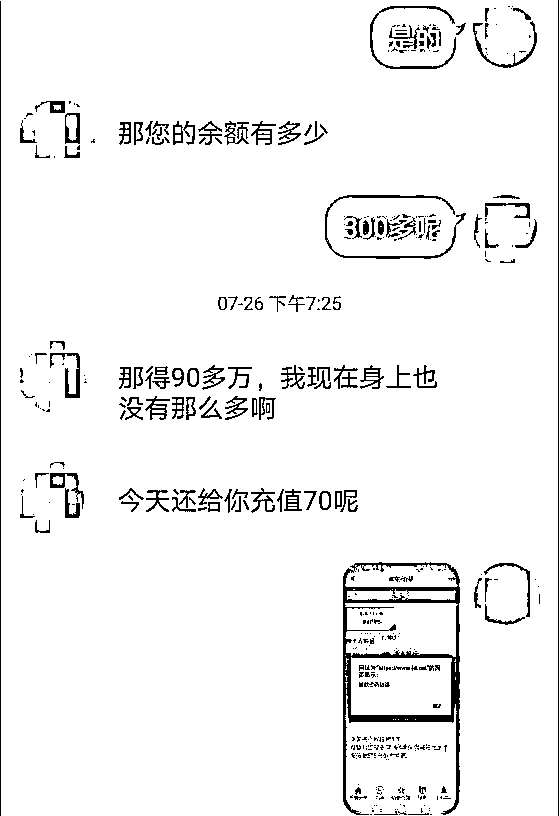 是的
那您的余额有多少
300多呢
07-26 下午7:25
那得90多万，我现在身上也
没有那么多啊
今天还给你充值70呢